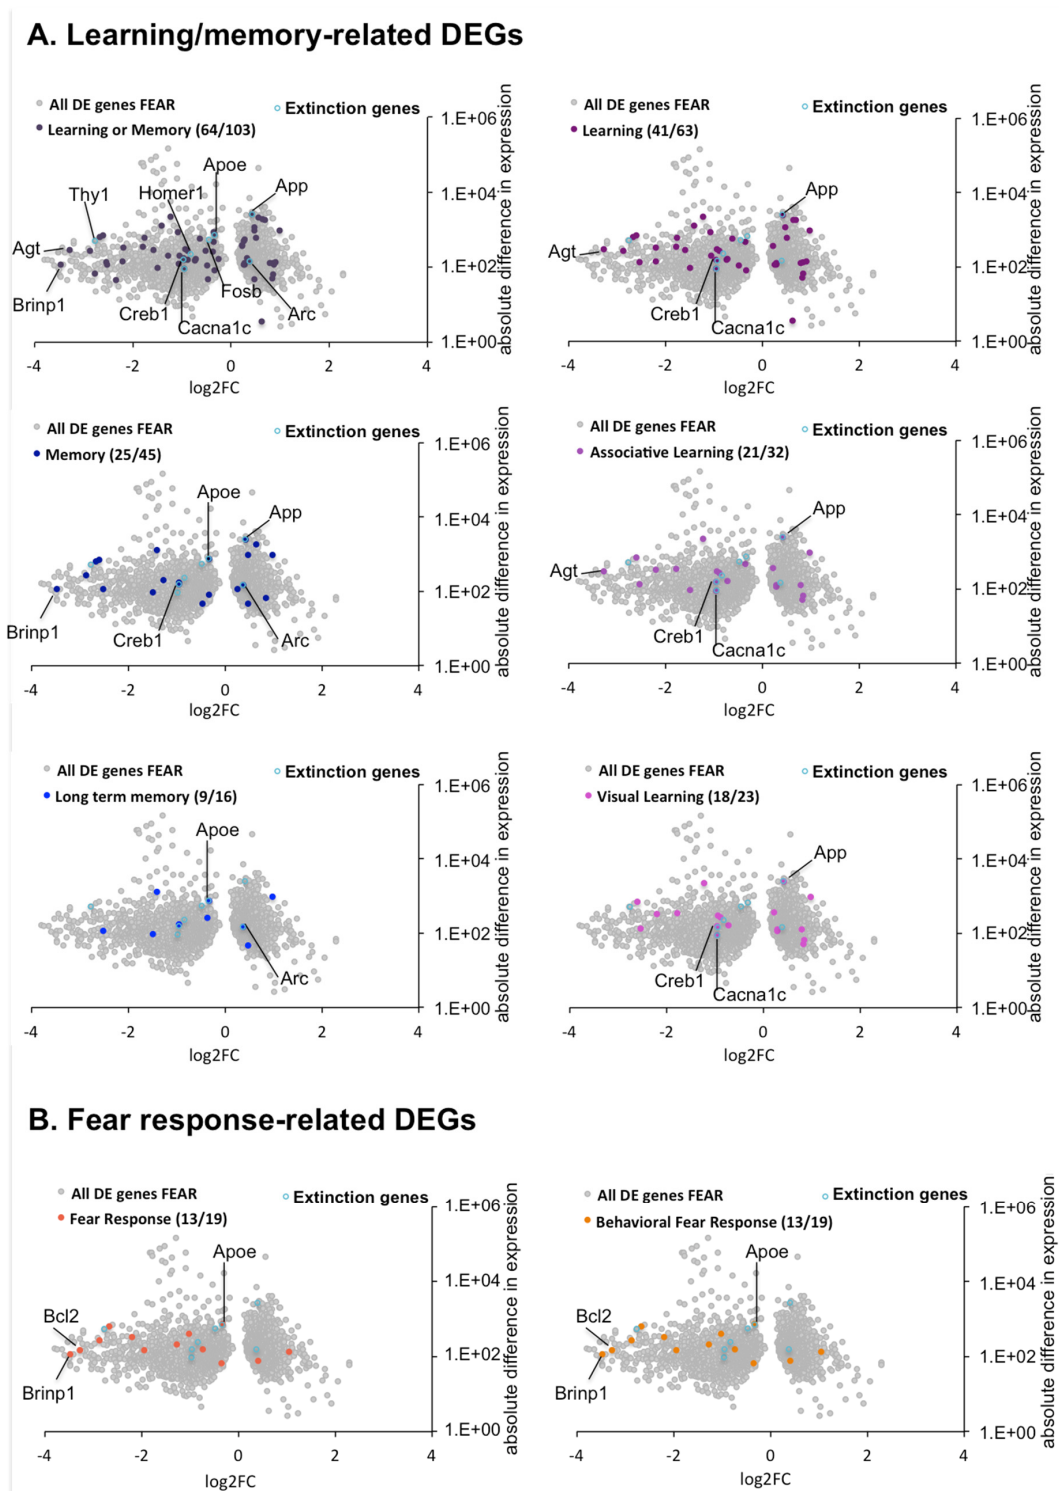 A. Learning/memory-related DEGs
All DE genes FEAR
Extinction genes
Learning or Memory (64/103)
Apoe
Thy1
Homer1
App
Agt
Brinp1
Fosb
Creb1
Arc
Cacna1c
1.E+06
1.E+04
1.E+02
1.E+00
absolute difference in expression
-4 -2 0 2 4
log2FC
All DE genes FEAR
Extinction genes
Learning (41/63)
App
Agt
Creb1
Cacna1c
1.E+06
1.E+04
1.E+02
1.E+00
absolute difference in expression
-4 -2 0 2 4
log2FC
All DE genes FEAR
Extinction genes
Memory (25/45)
Apoe
App
Brinp1
Creb1
Arc
1.E+06
1.E+04
1.E+02
1.E+00
absolute difference in expression
-4 -2 0 2 4
log2FC
All DE genes FEAR
Extinction genes
Associative Learning (21/32)
App
Agt
Creb1
Cacna1c
1.E+06
1.E+04
1.E+02
1.E+00
absolute difference in expression
-4 -2 0 2 4
log2FC
All DE genes FEAR
Extinction genes
Long term memory (9/16)
Apoe
Arc
1.E+06
1.E+04
1.E+02
1.E+00
absolute difference in expression
-4 -2 0 2 4
log2FC
All DE genes FEAR
Extinction genes
Visual Learning (18/23)
App
Creb1
Cacna1c
1.E+06
1.E+04
1.E+02
1.E+00
absolute difference in expression
-4 -2 0 2 4
log2FC
B. Fear response-related DEGs
All DE genes FEAR
Extinction genes
Fear Response (13/19)
Apoe
Bcl2
Brinp1
1.E+06
1.E+04
1.E+02
1.E+00
absolute difference in expression
-4 -2 0 2 4
log2FC
All DE genes FEAR
Extinction genes
Behavioral Fear Response (13/19)
Apoe
Bcl2
Brinp1
1.E+06
1.E+04
1.E+02
1.E+00
absolute difference in expression
-4 -2 0 2 4
log2FC